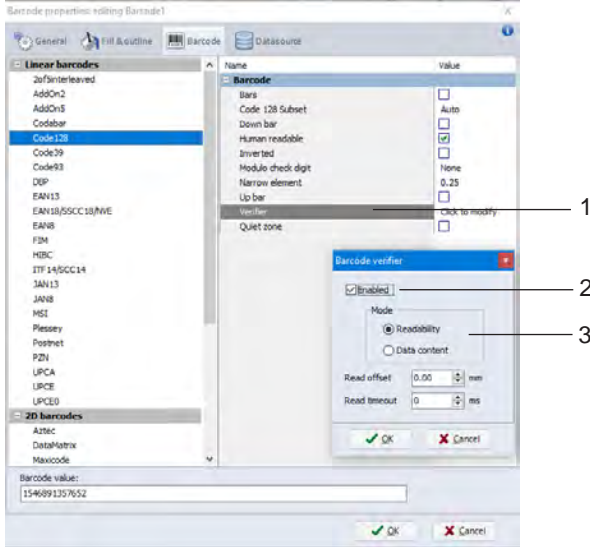 Barcode properties: editing Barcode1 X
General Fill & outline Barcode Datasource
Linear barcodes
2of5interleaved
AddOn2
AddOn5
Codabar
Code128
Code39
Code93
DBP
EAN13
EAN18/SSCC18/NVE
EAN8
FIM
HIBC
ITF14/SCC14
JAN13
JAN8
MSI
Plessey
Postnet
PZN
UPCA
UPCE
UPCE0
2D barcodes
Aztec
DataMatrix
Maxicode
Name Value
Barcode
Bars
Code 128 Subset Auto
Down bar
Human readable
Inverted
Modulo check digit None
Narrow element 0.25
Up bar
Verifier Click to modify 1
Quiet zone
Barcode verifier
Enabled 2
Mode
Readability 3
Data content
Read offset 0.00 mm
Read timeout 0 ms
OK Cancel
Barcode value:
1546891357652
OK Cancel